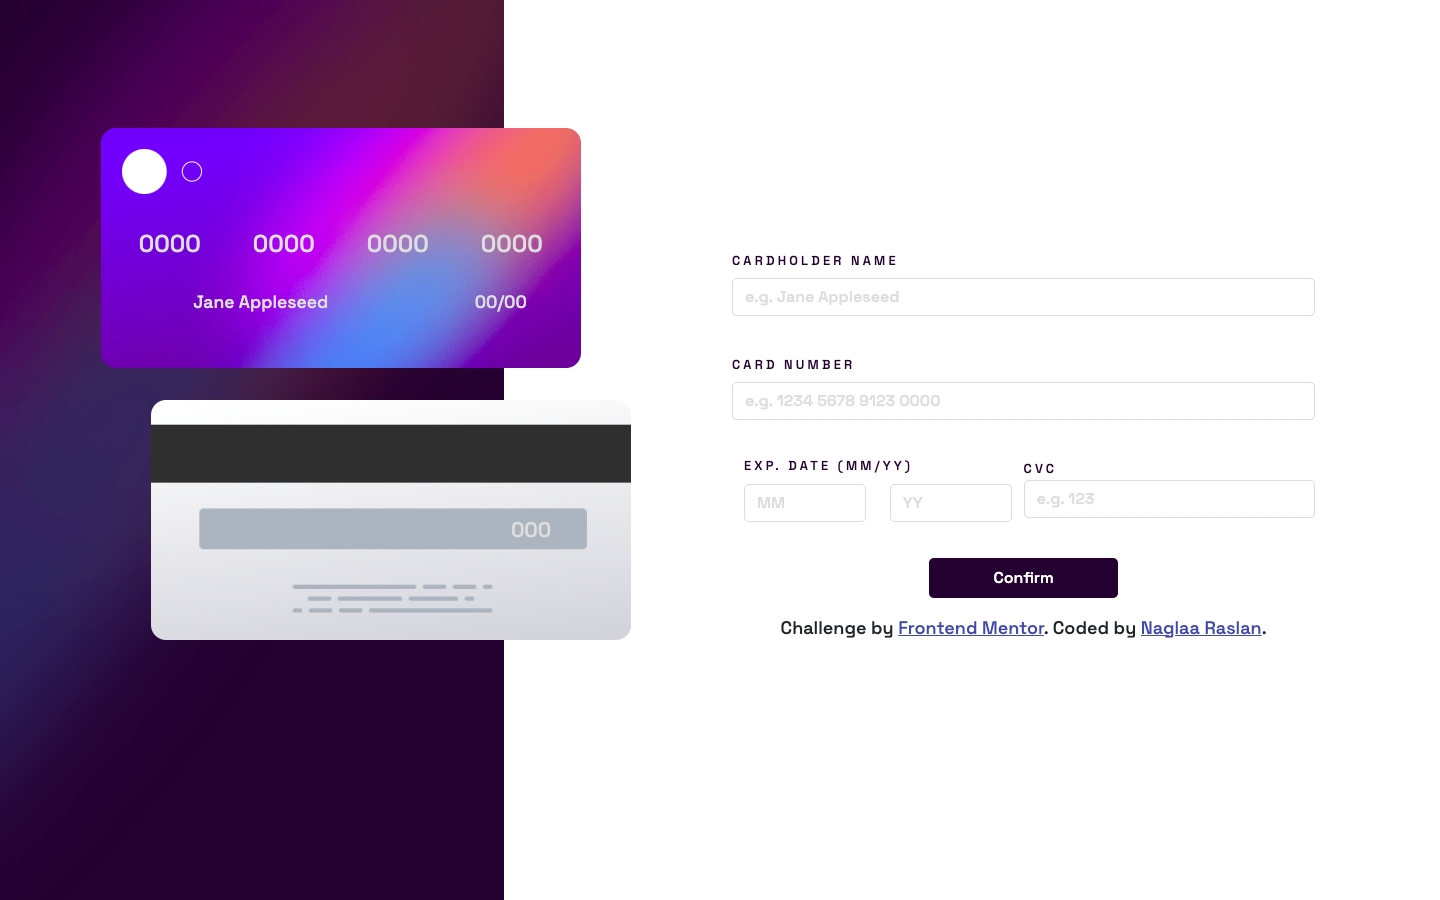 0000 0000 0000 0000
Jane Appleseed 00/00
000
CARDHOLDER NAME
e.g. Jane Appleseed
CARD NUMBER
e.g. 1234 5678 9123 0000
EXP. DATE (MM/YY) CVC
MM YY e.g. 123
Confirm
Challenge by Frontend Mentor. Coded by Naglaa Raslan.